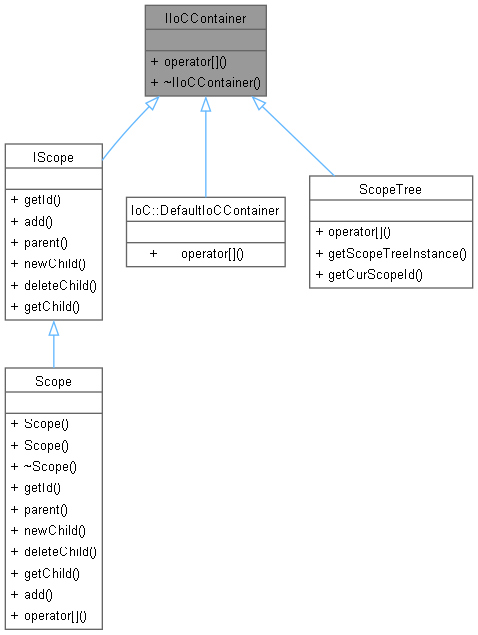 IIoCContainer
+ operator[]()
+ ~IIoCContainer()
IScope
+ getId()
+ add()
+ parent()
+ newChild()
+ deleteChild()
+ getChild()
IoC::DefaultIoCContainer
+ operator[]()
ScopeTree
+ operator[]()
+ getScopeTreeInstance()
+ getCurScopeId()
Scope
+ Scope()
+ Scope()
+ ~Scope()
+ getId()
+ parent()
+ newChild()
+ deleteChild()
+ getChild()
+ add()
+ operator[]()